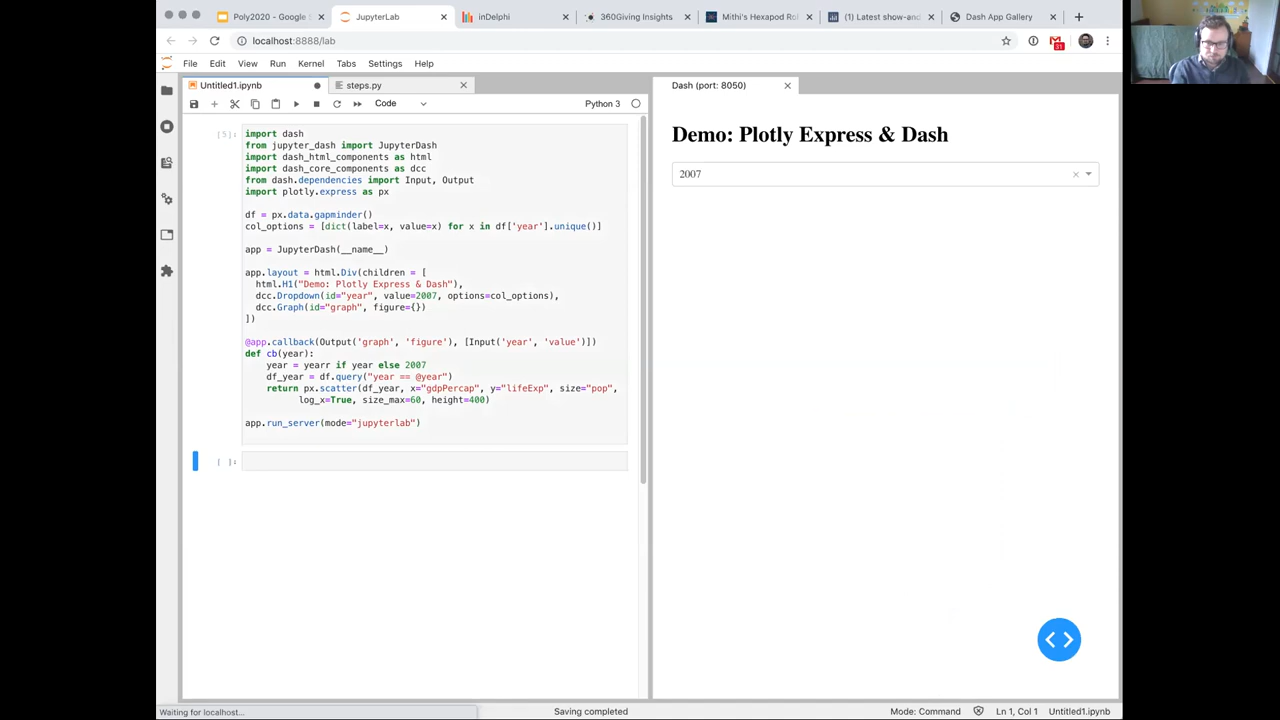 Poly2020 - Google S
JupyterLab
inDelphi
360Giving Insights
Mithi's Hexapod Ro
(1) Latest show-and
Dash App Gallery
localhost:8888/lab
31
File Edit View Run Kernel Tabs Settings Help
Untitled1.ipynb
steps.py
Dash (port: 8050)
Code
Python 3
[5]:
import dash
from jupyter_dash import JupyterDash
import dash_html_components as html
import dash_core_components as dcc
from dash.dependencies import Input, Output
import plotly.express as px
df = px.data.gapminder()
col_options = [dict(label=x, value=x) for x in df['year'].unique()]
app = JupyterDash(__name__)
app.layout = html.Div(children = [
html.H1("Demo: Plotly Express & Dash"),
dcc.Dropdown(id="year", value=2007, options=col_options),
dcc.Graph(id="graph", figure={})
])
@app.callback(Output('graph', 'figure'), [Input('year', 'value')])
def cb(year):
year = yearr if year else 2007
df_year = df.query("year == @year")
return px.scatter(df_year, x="gdpPercap", y="lifeExp", size="pop",
log_x=True, size_max=60, height=400)
app.run_server(mode="jupyterlab")
[ ]:
Demo: Plotly Express & Dash
2007
Waiting for localhost...
Saving completed
Mode: Command
Ln 1, Col 1
Untitled1.ipynb